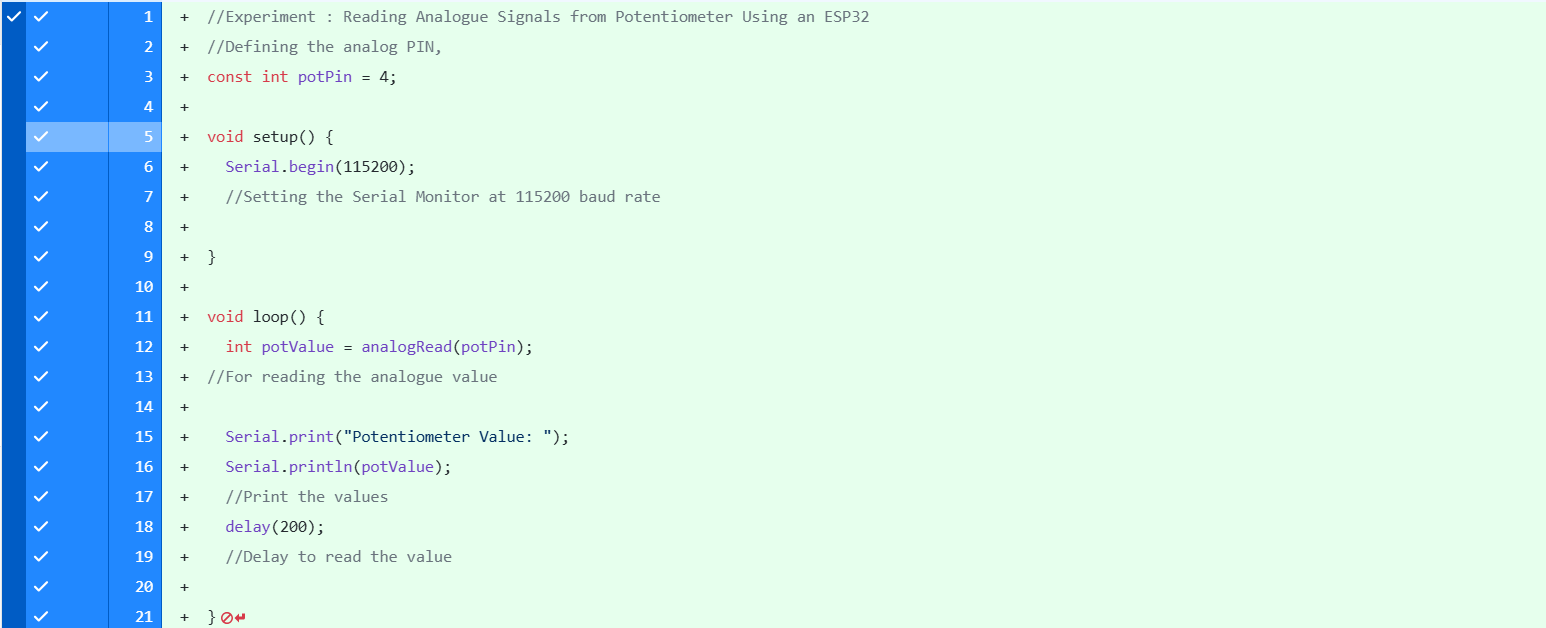 1 + //Experiment : Reading Analogue Signals from Potentiometer Using an ESP32
2 + //Defining the analog PIN,
3 + const int potPin = 4;
4 +
5 + void setup() {
6 +   Serial.begin(115200);
7 +   //Setting the Serial Monitor at 115200 baud rate
8 +
9 + }
10 +
11 + void loop() {
12 +   int potValue = analogRead(potPin);
13 + //For reading the analogue value
14 +
15 +   Serial.print("Potentiometer Value: ");
16 +   Serial.println(potValue);
17 +   //Print the values
18 +   delay(200);
19 +   //Delay to read the value
20 +
21 + }